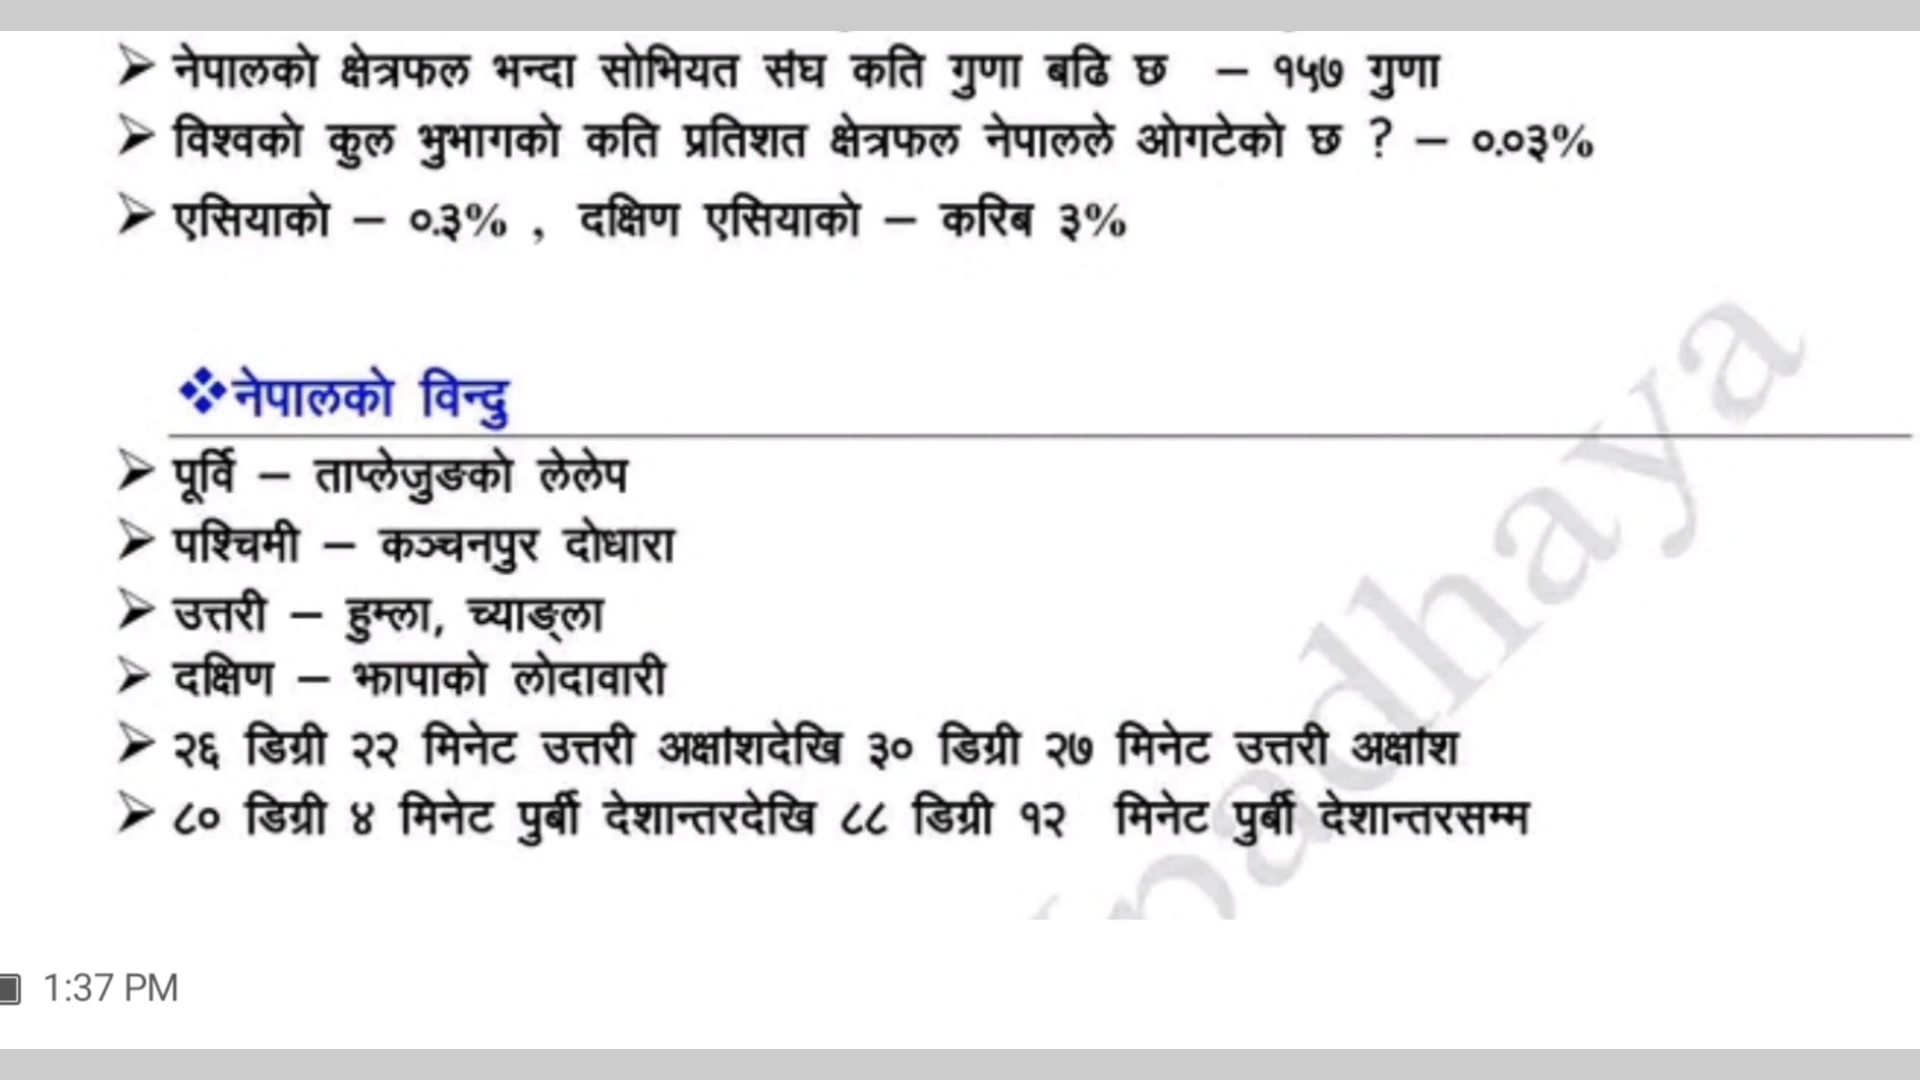 ➢ नेपालको क्षेत्रफल भन्दा सोभियत संघ कति गुणा बढि छ – १५७ गुणा
➢ विश्वको कुल भुभागको कति प्रतिशत क्षेत्रफल नेपालले ओगटेको छ ? – ०.०३%
➢ एसियाको – ०.३% , दक्षिण एसियाको – करिब ३%
❖नेपालको विन्दु
➢ पूर्वि – ताप्लेजुङको लेलेप
➢ पश्चिमी – कञ्चनपुर दोधारा
➢ उत्तरी – हुम्ला, च्याङ्ला
➢ दक्षिण – झापाको लोदावारी
➢ २६ डिग्री २२ मिनेट उत्तरी अक्षांशदेखि ३० डिग्री २७ मिनेट उत्तरी अक्षांश
➢ ८० डिग्री ४ मिनेट पुर्बी देशान्तरदेखि ८८ डिग्री १२ मिनेट पुर्बी देशान्तरसम्म
padhaya
1:37 PM